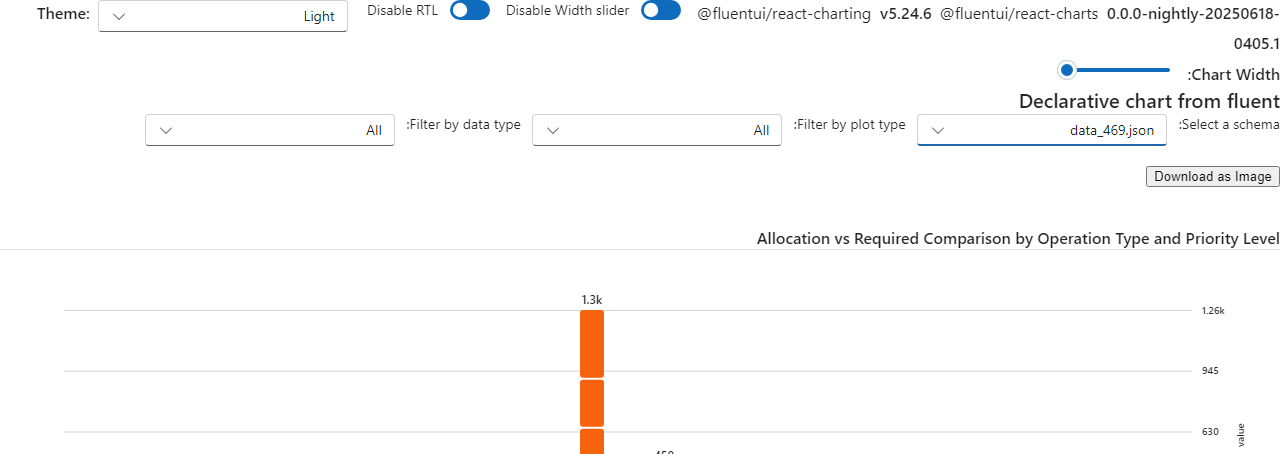 Theme: Light Disable RTL Disable Width slider @fluentui/react-charting v5.24.6 @fluentui/react-charts 0.0.0-nightly-20250618-
0405.1
:Chart Width
Declarative chart from fluent
:Select a schema data_469.json :Filter by plot type All :Filter by data type All
Download as Image
Allocation vs Required Comparison by Operation Type and Priority Level
1.3k
1.26k
945
630
value
450